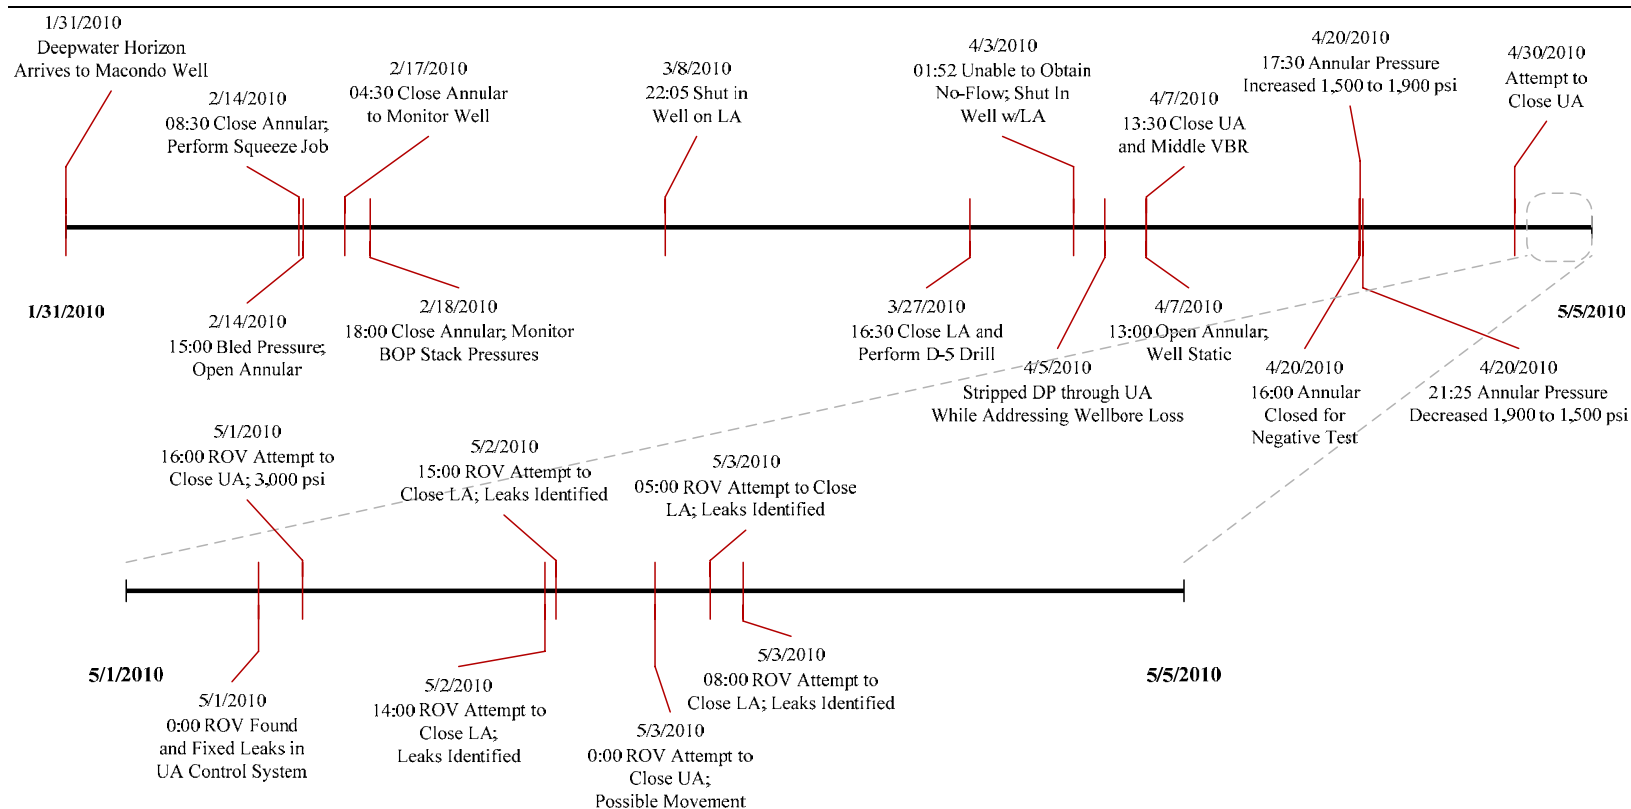 1/31/2010
Deepwater Horizon
Arrives to Macondo Well
2/14/2010
08:30 Close Annular;
Perform Squeeze Job
2/17/2010
04:30 Close Annular
to Monitor Well
3/8/2010
22:05 Shut in
Well on LA
4/3/2010
01:52 Unable to Obtain
No-Flow; Shut In
Well w/LA
4/7/2010
13:30 Close UA
and Middle VBR
4/20/2010
17:30 Annular Pressure
Increased 1,500 to 1,900 psi
4/30/2010
Attempt to
Close UA
1/31/2010
5/5/2010
2/14/2010
15:00 Bled Pressure;
Open Annular
2/18/2010
18:00 Close Annular; Monitor
BOP Stack Pressures
3/27/2010
16:30 Close LA and
Perform D-5 Drill
4/5/2010
Stripped DP through UA
While Addressing Wellbore Loss
4/7/2010
13:00 Open Annular;
Well Static
4/20/2010
16:00 Annular
Closed for
Negative Test
4/20/2010
21:25 Annular Pressure
Decreased 1,900 to 1,500 psi
5/1/2010
16:00 ROV Attempt to
Close UA; 3,000 psi
5/2/2010
15:00 ROV Attempt to
Close LA; Leaks Identified
5/3/2010
05:00 ROV Attempt to Close
LA; Leaks Identified
5/1/2010
5/5/2010
5/1/2010
0:00 ROV Found
and Fixed Leaks in
UA Control System
5/2/2010
14:00 ROV Attempt to
Close LA;
Leaks Identified
5/3/2010
0:00 ROV Attempt to
Close UA;
Possible Movement
5/3/2010
08:00 ROV Attempt to
Close LA; Leaks Identified